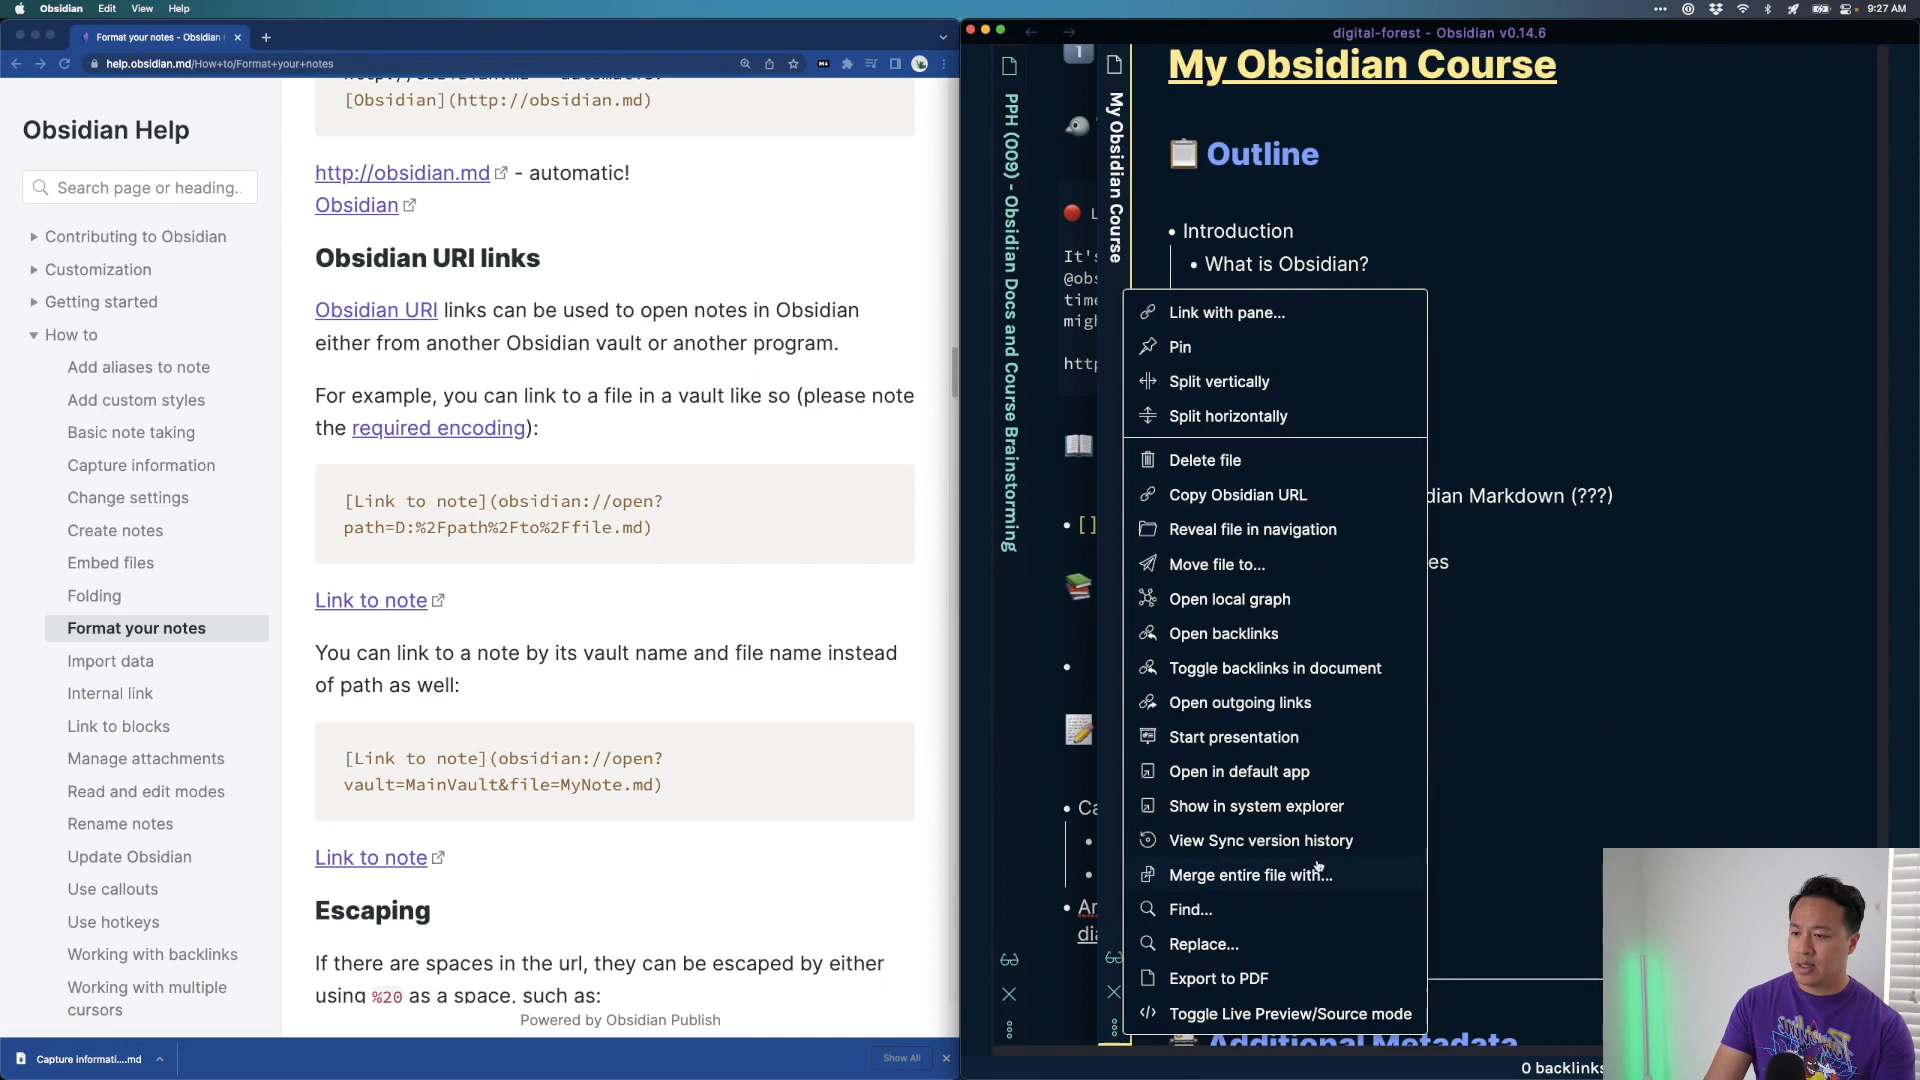 Obsidian Edit View Help
9:27 AM
Format your notes - Obsidian
help.obsidian.md/How+to/Format+your+notes
Obsidian Help
Search page or heading..
Contributing to Obsidian
Customization
Getting started
How to
Add aliases to note
Add custom styles
Basic note taking
Capture information
Change settings
Create notes
Embed files
Folding
Format your notes
Import data
Internal link
Link to blocks
Manage attachments
Read and edit modes
Rename notes
Update Obsidian
Use callouts
Use hotkeys
Working with backlinks
Working with multiple
cursors
http://obsidian.md - automatic!
[Obsidian](http://obsidian.md)
http://obsidian.md - automatic!
Obsidian
Obsidian URI links
Obsidian URI links can be used to open notes in Obsidian
either from another Obsidian vault or another program.
For example, you can link to a file in a vault like so (please note
the required encoding):
[Link to note](obsidian://open?
path=D:%2Fpath%2Fto%2Ffile.md)
Link to note
You can link to a note by its vault name and file name instead
of path as well:
[Link to note](obsidian://open?
vault=MainVault&file=MyNote.md)
Link to note
Escaping
If there are spaces in the url, they can be escaped by either
using %20 as a space, such as:
Powered by Obsidian Publish
Capture informati....md
Show All
digital-forest - Obsidian v0.14.6
PPH (009) - Obsidian Docs and Course Brainstorming
1
L
It's
@obs
time
migh
http
[]
Ca
An
dia
My Obsidian Course
My Obsidian Course
Outline
Introduction
What is Obsidian?
dian Markdown (???)
es
Link with pane...
Pin
Split vertically
Split horizontally
Delete file
Copy Obsidian URL
Reveal file in navigation
Move file to...
Open local graph
Open backlinks
Toggle backlinks in document
Open outgoing links
Start presentation
Open in default app
Show in system explorer
View Sync version history
Merge entire file with...
Find...
Replace...
Export to PDF
Toggle Live Preview/Source mode
Additional Metadata
0 backlinks